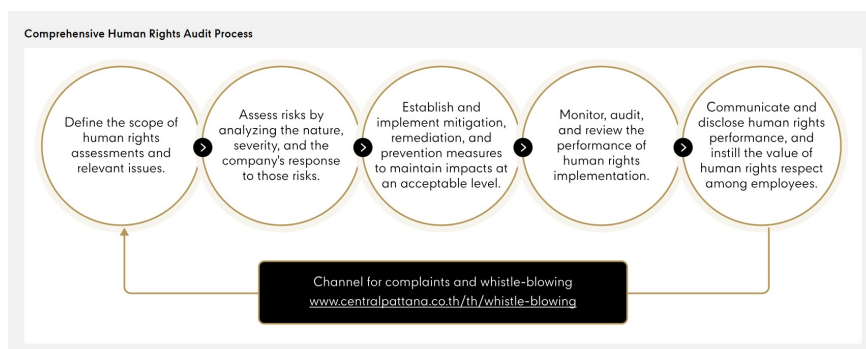 Comprehensive Human Rights Audit Process
Define the scope of
human rights
assessments and
relevant issues.
Assess risks by
analyzing the nature,
severity, and the
company's response
to those risks.
Establish and
implement mitigation,
remediation, and
prevention measures
to maintain impacts at
an acceptable level.
Monitor, audit,
and review the
performance of
human rights
implementation.
Communicate and
disclose human rights
performance, and
instill the value of
human rights respect
among employees.
Channel for complaints and whistle-blowing
www.centralpattana.co.th/th/whistle-blowing